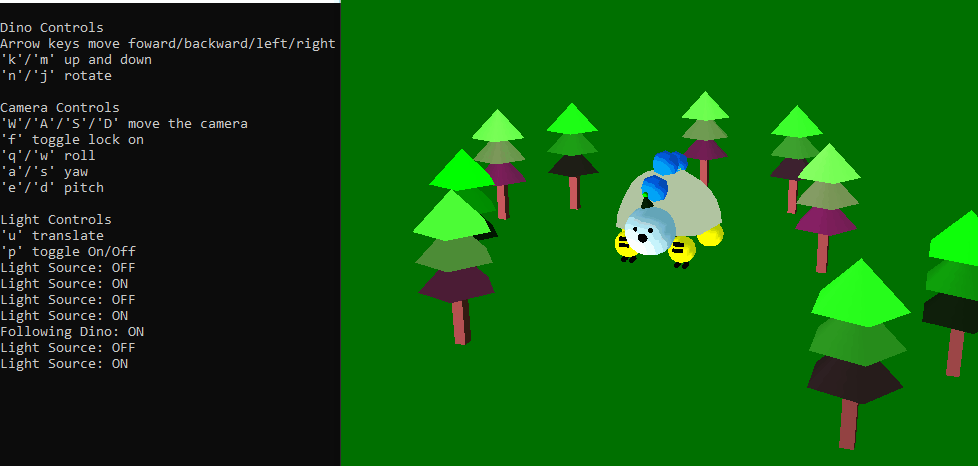 Dino Controls
Arrow keys move foward/backward/left/right
'k'/'m' up and down
'n'/'j' rotate
Camera Controls
'W'/'A'/'S'/'D' move the camera
'f' toggle lock on
'q'/'w' roll
'a'/'s' yaw
'e'/'d' pitch
Light Controls
'u' translate
'p' toggle On/Off
Light Source: OFF
Light Source: ON
Light Source: OFF
Light Source: ON
Following Dino: ON
Light Source: OFF
Light Source: ON